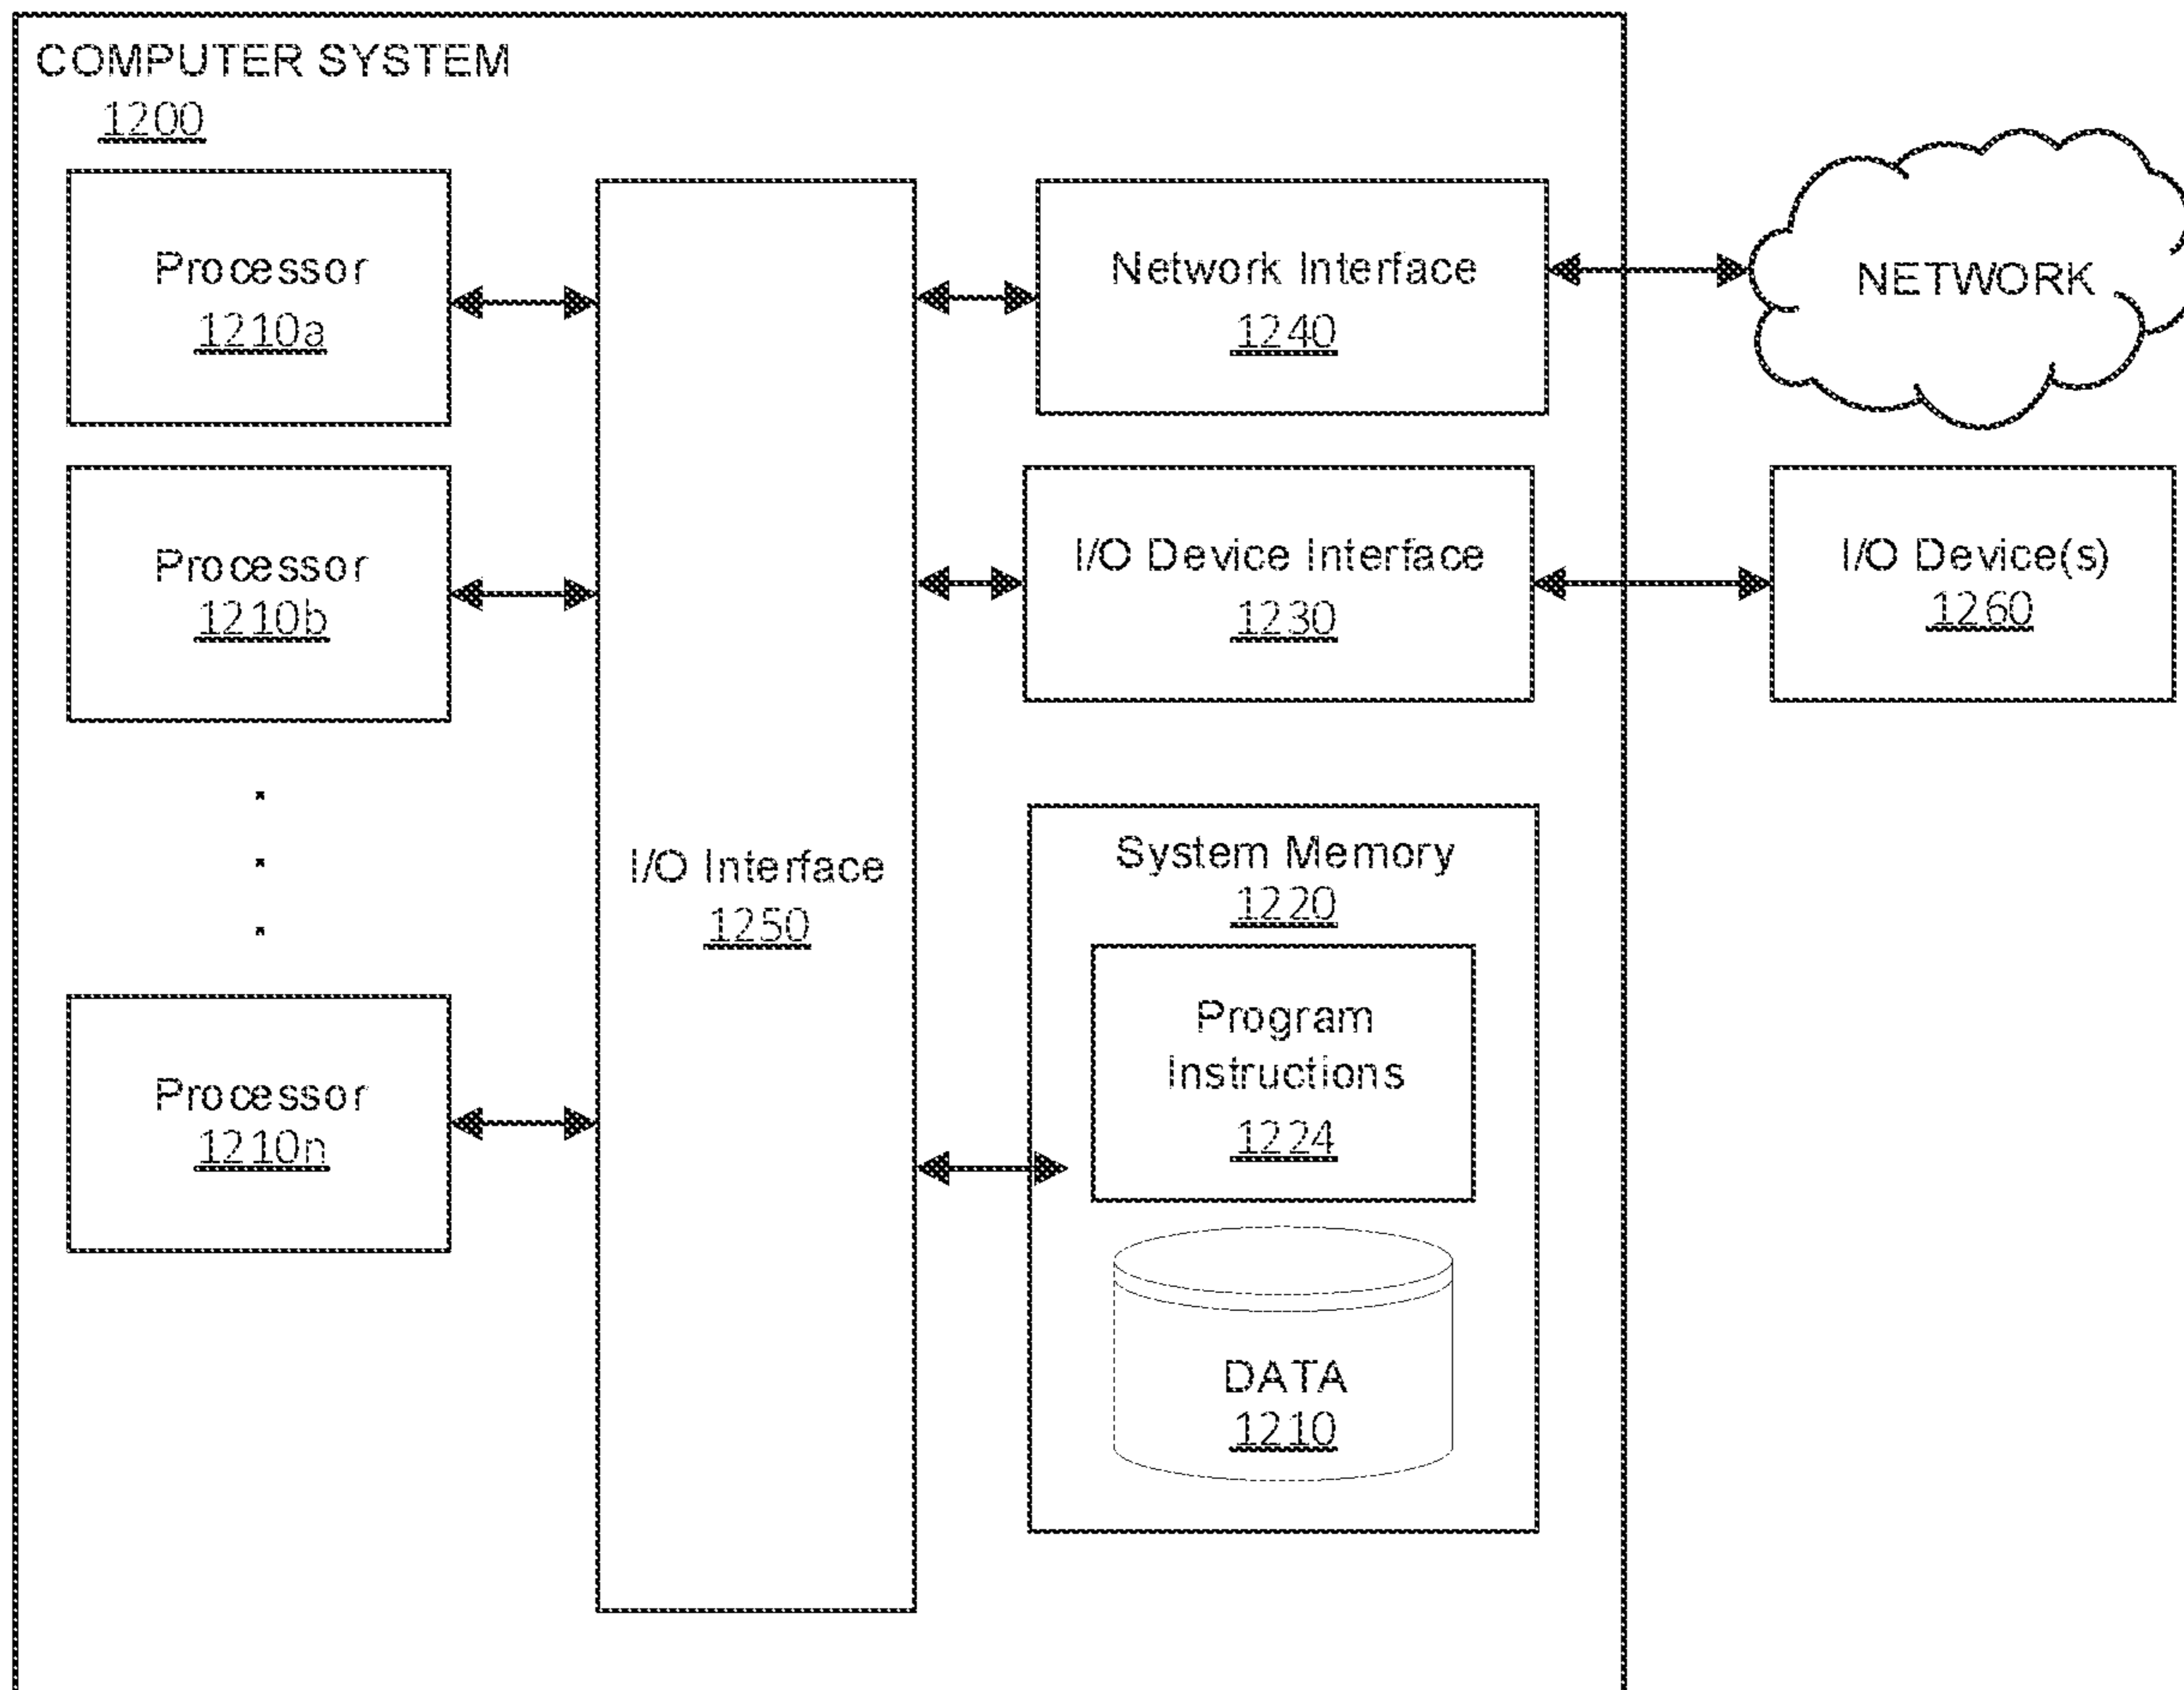 COMPUTER SYSTEM
1200
Processor
1210a
Processor
1210b
Processor
1210n
I/O Interface
1250
Network Interface
1240
I/O Device Interface
1230
System Memory
1220
Program
Instructions
1224
DATA
1210
NETWORK
I/O Device(s)
1260